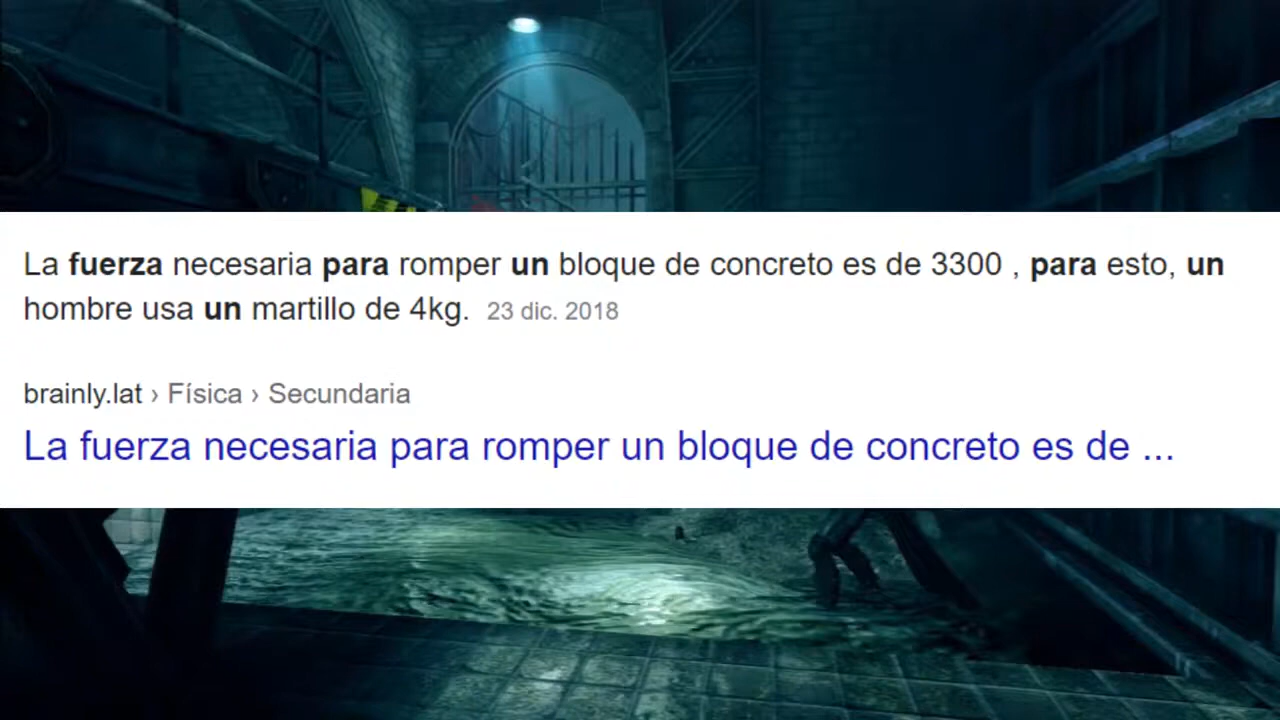 La fuerza necesaria para romper un bloque de concreto es de 3300 , para esto, un
hombre usa un martillo de 4kg. 23 dic. 2018
brainly.lat › Física › Secundaria
La fuerza necesaria para romper un bloque de concreto es de ...